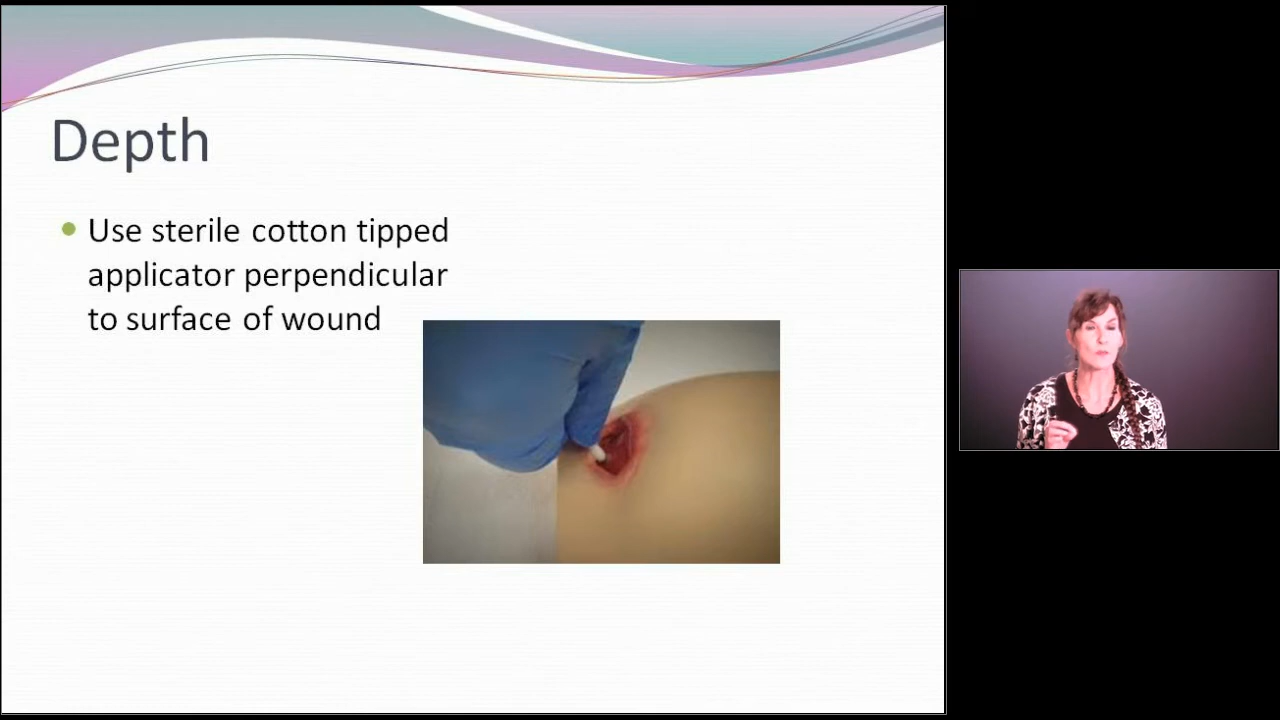 Depth
Use sterile cotton tipped
applicator perpendicular
to surface of wound